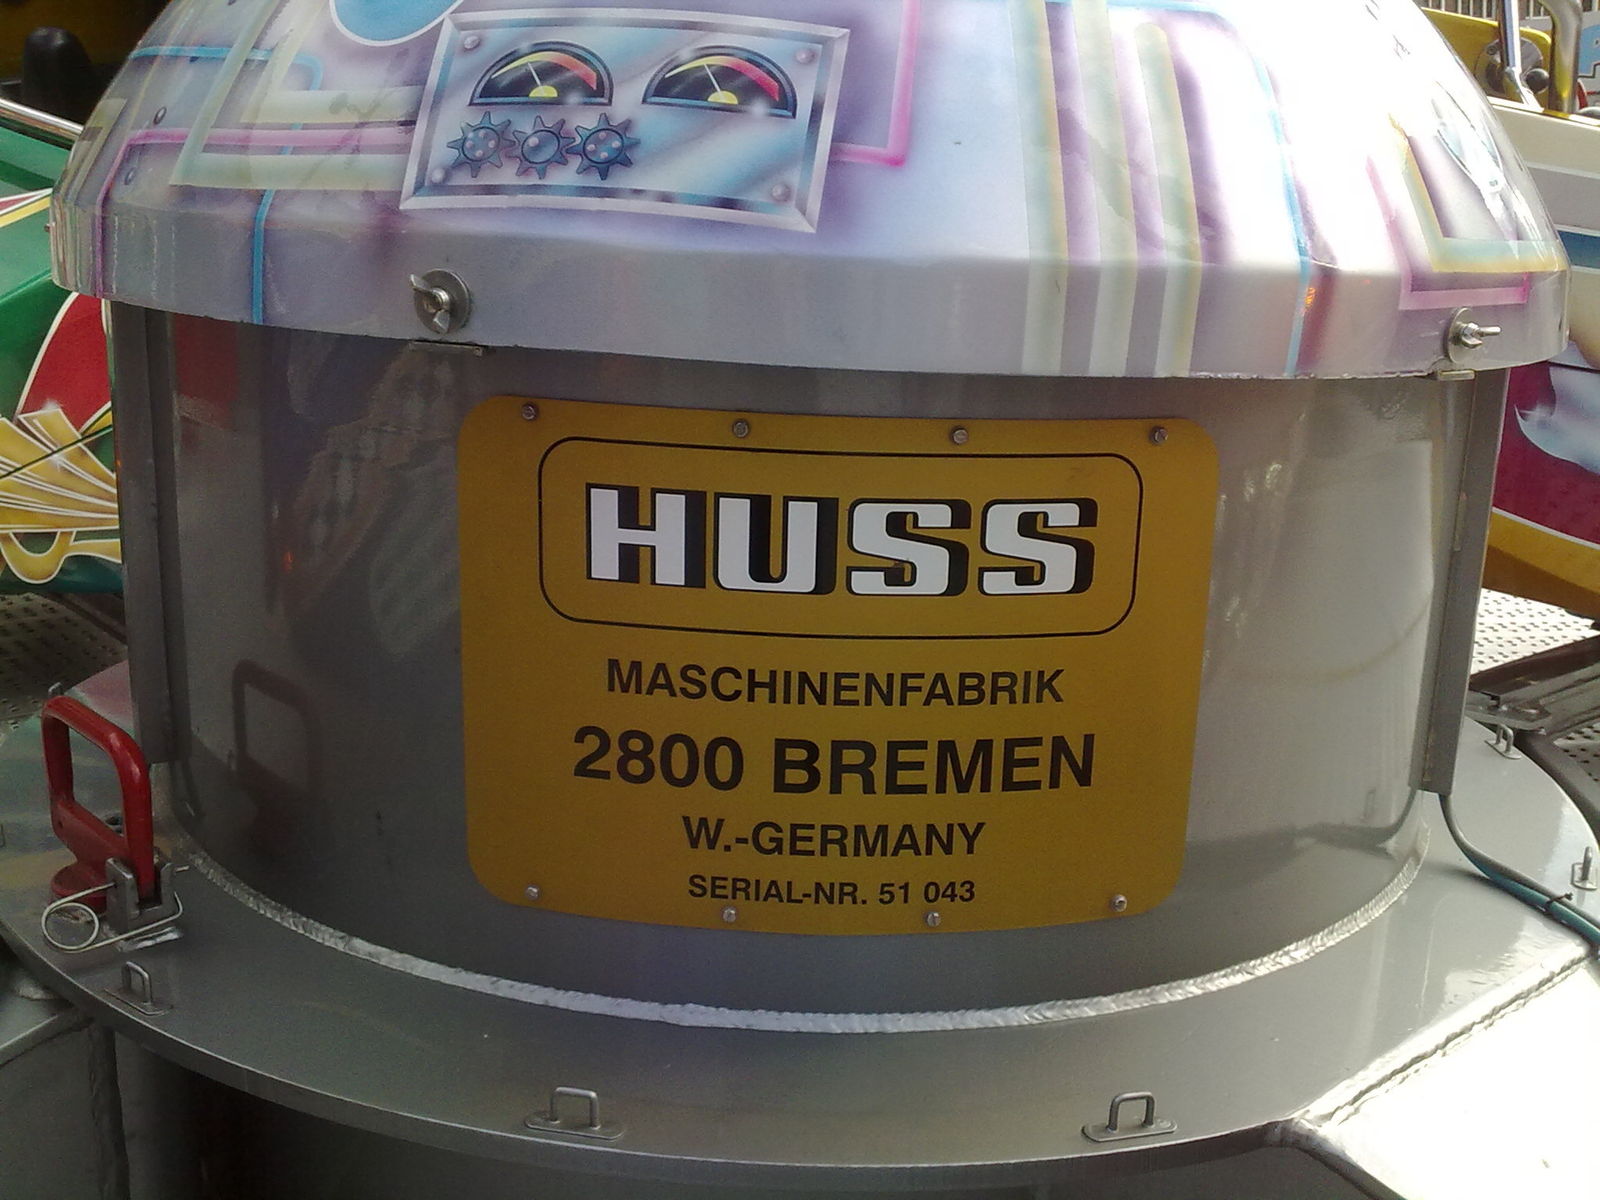 HUSS
MASCHINENFABRIK
2800 BREMEN
W.-GERMANY
SERIAL-NR. 51 043